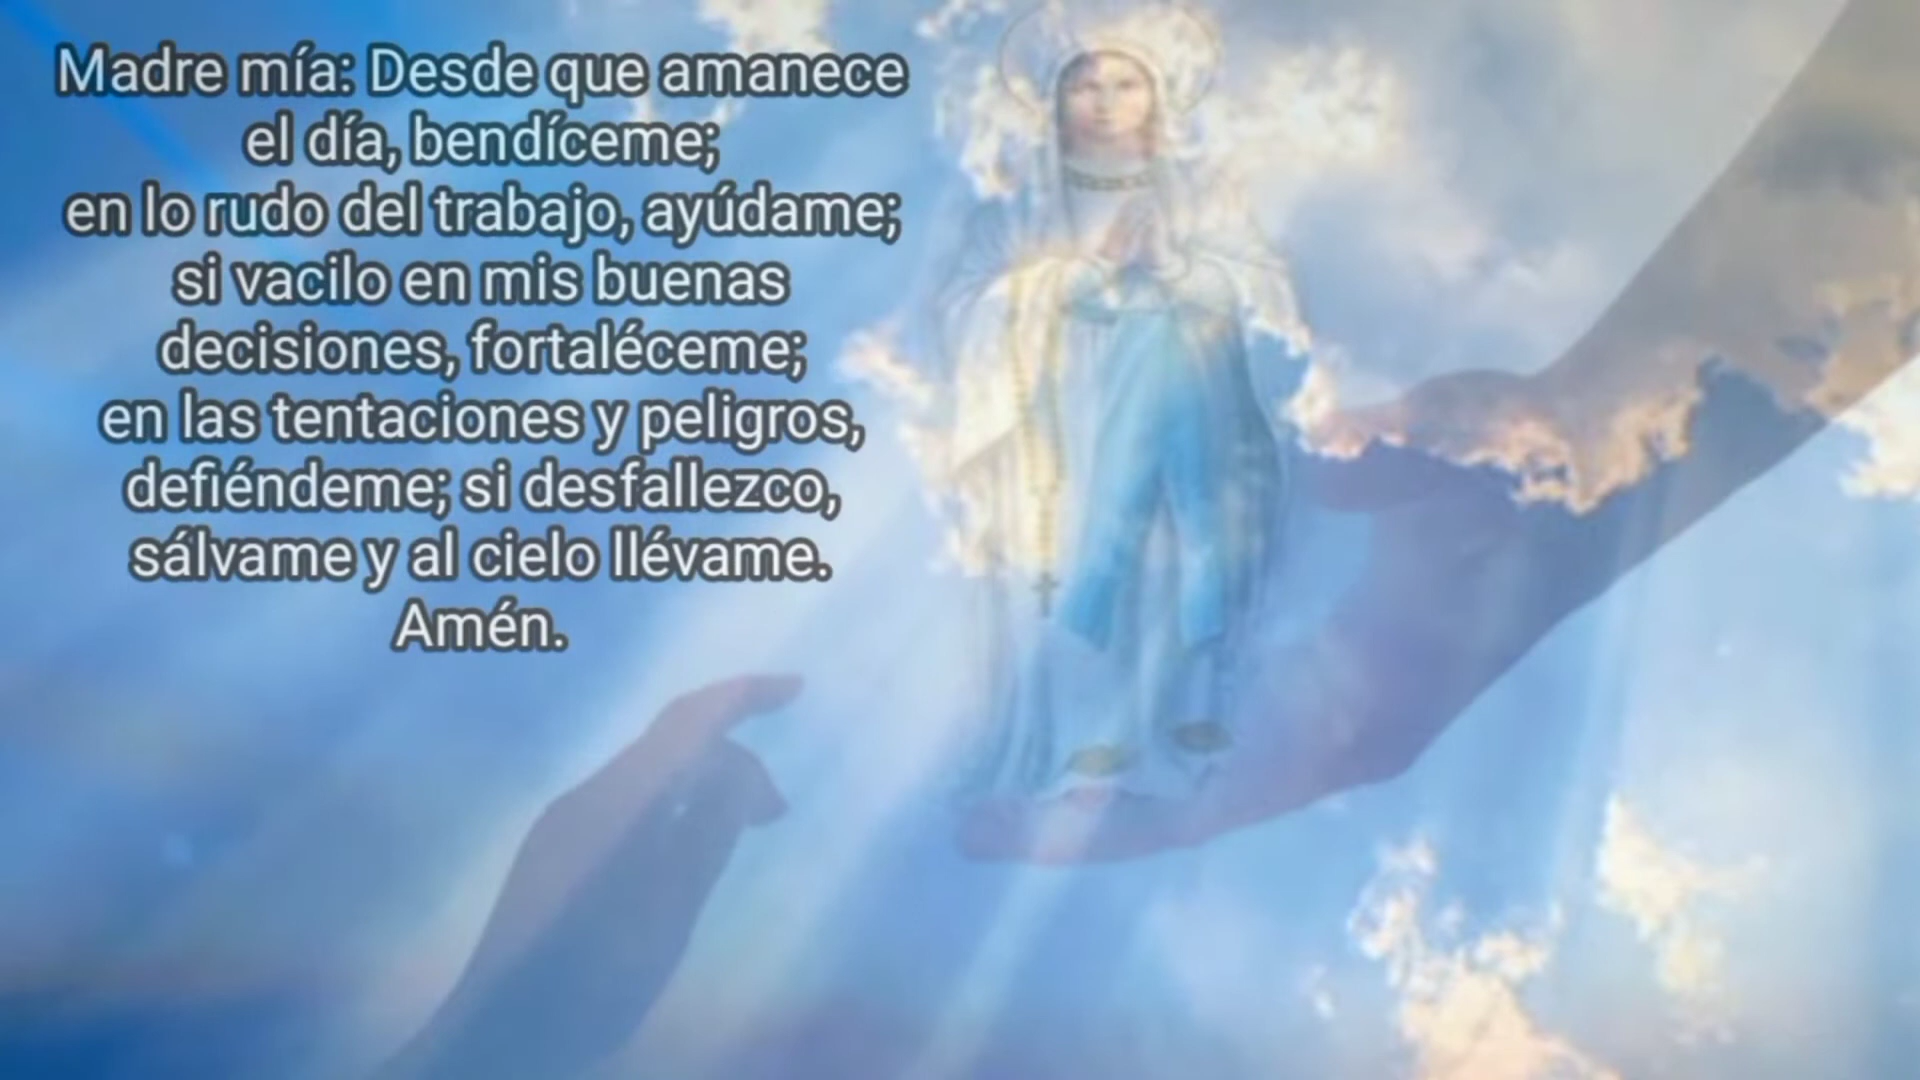 Madre mía: Desde que amanece
el día, bendíceme;
en lo rudo del trabajo, ayúdame;
si vacilo en mis buenas
decisiones, fortaléceme;
en las tentaciones y peligros,
defiéndeme; si desfallezco,
sálvame y al cielo llévame.
Amén.